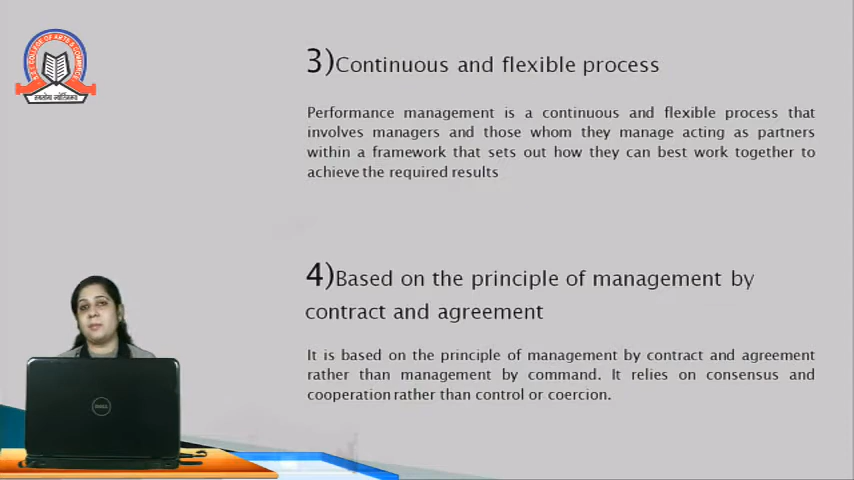 3)Continuous and flexible process
Performance management is a continuous and flexible process that
involves managers and those whom they manage acting as partners
within a framework that sets out how they can best work together to
achieve the required results
4)Based on the principle of management by
contract and agreement
It is based on the principle of management by contract and agreement
rather than management by command. It relies on consensus and
cooperation rather than control or coercion.
COLLEGE OF ARTS & COMMERCE
DELL